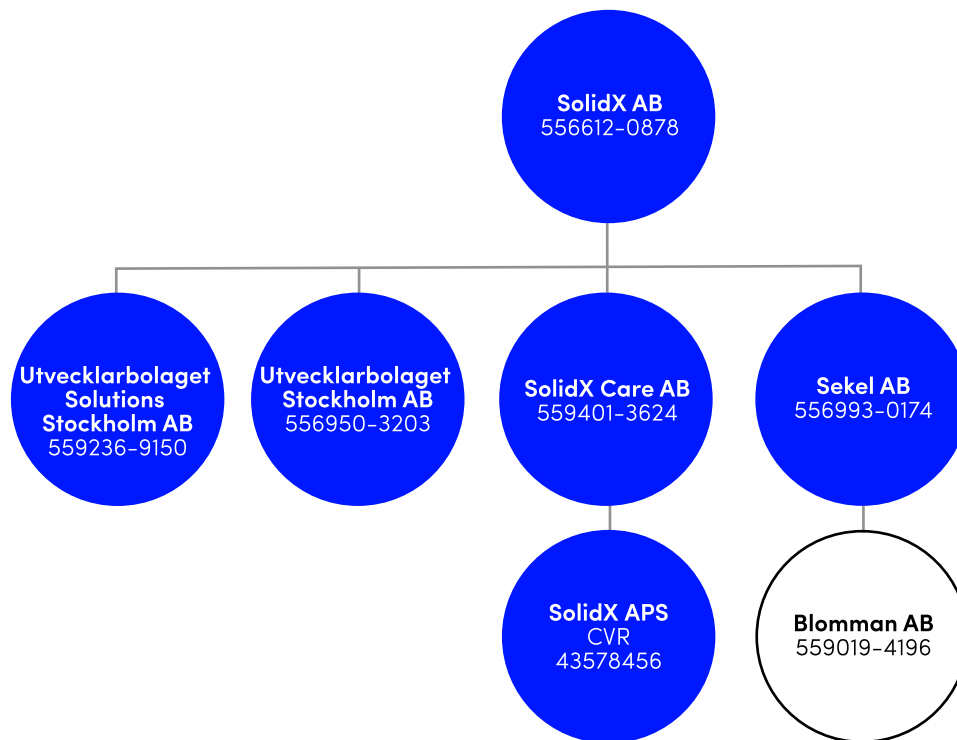 SolidX AB
556612-0878
Utvecklarbolaget
Solutions
Stockholm AB
559236-9150
Utvecklarbolaget
Stockholm AB
556950-3203
SolidX Care AB
559401-3624
Sekel AB
556993-0174
SolidX APS
CVR
43578456
Blomman AB
559019-4196